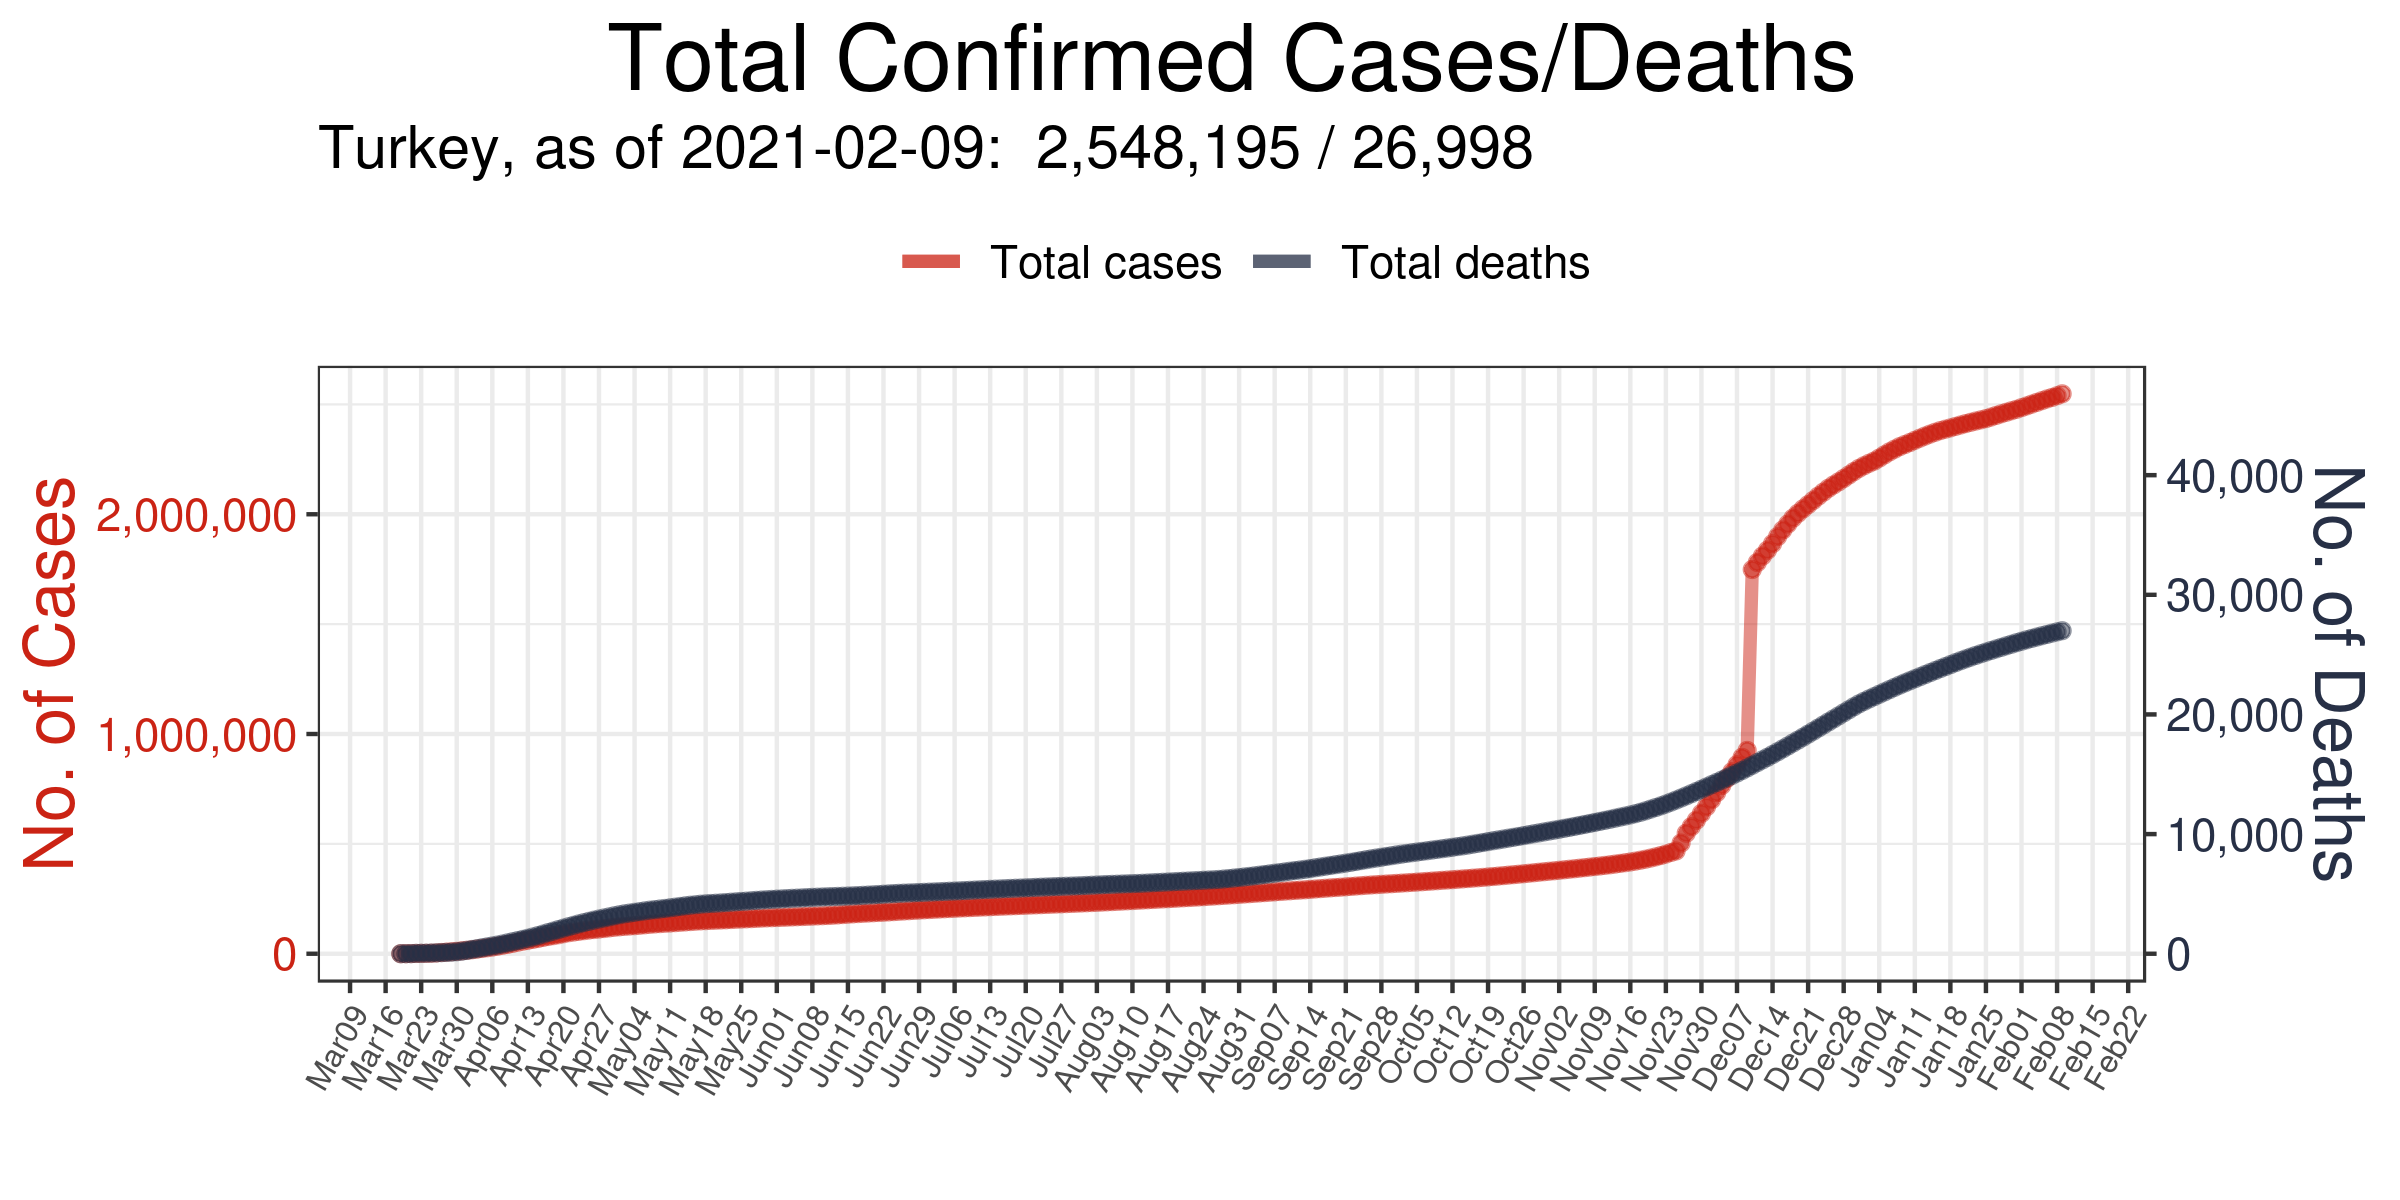 Total Confirmed Cases/Deaths
Turkey, as of 2021-02-09:  2,548,195 / 26,998
Total cases
Total deaths
No. of Cases
2,000,000
1,000,000
0
40,000
30,000
20,000
10,000
0
No. of Deaths
Mar09
Mar16
Mar23
Mar30
Apr06
Apr13
Apr20
Apr27
May04
May11
May18
May25
Jun01
Jun08
Jun15
Jun22
Jun29
Jul06
Jul13
Jul20
Jul27
Aug03
Aug10
Aug17
Aug24
Aug31
Sep07
Sep14
Sep21
Sep28
Oct05
Oct12
Oct19
Oct26
Nov02
Nov09
Nov16
Nov23
Nov30
Dec07
Dec14
Dec21
Dec28
Jan04
Jan11
Jan18
Jan25
Feb01
Feb08
Feb15
Feb22